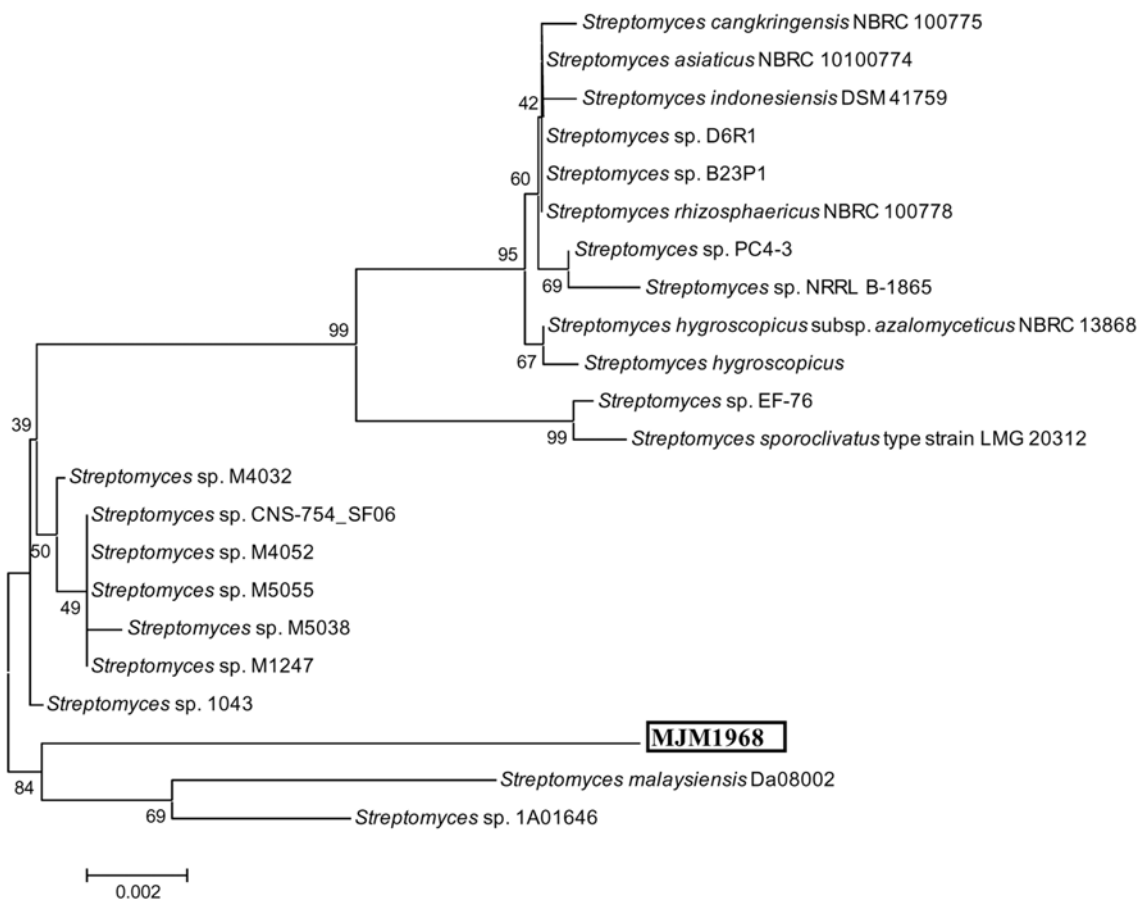 Streptomyces cangkringensis NBRC 100775
Streptomyces asiaticus NBRC 10100774
42
Streptomyces indonesiensis DSM 41759
Streptomyces sp. D6R1
60
Streptomyces sp. B23P1
Streptomyces rhizosphaericus NBRC 100778
95
Streptomyces sp. PC4-3
69
Streptomyces sp. NRRL B-1865
99
Streptomyces hygroscopicus subsp. azalomyceticus NBRC 13868
67
Streptomyces hygroscopicus
Streptomyces sp. EF-76
39
99
Streptomyces sporoclivatus type strain LMG 20312
Streptomyces sp. M4032
Streptomyces sp. CNS-754_SF06
50
Streptomyces sp. M4052
Streptomyces sp. M5055
49
Streptomyces sp. M5038
Streptomyces sp. M1247
Streptomyces sp. 1043
MJM1968
84
Streptomyces malaysiensis Da08002
69
Streptomyces sp. 1A01646
0.002